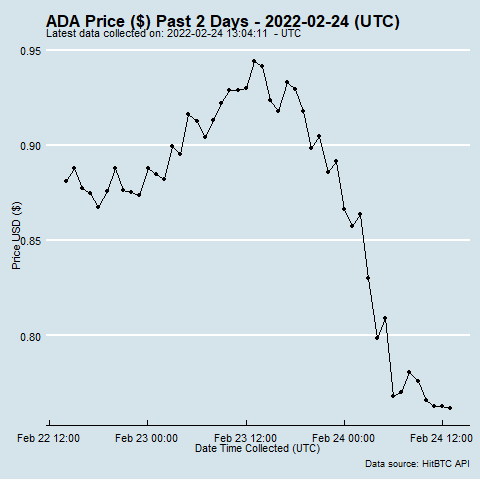 ADA Price ($) Past 2 Days - 2022-02-24 (UTC)
Latest data collected on: 2022-02-24 13:04:11 - UTC
0.95
0.90
0.85
0.80
Price USD ($)
Feb 22 12:00 Feb 23 00:00 Feb 23 12:00 Feb 24 00:00 Feb 24 12:00
Date Time Collected (UTC)
Data source: HitBTC API